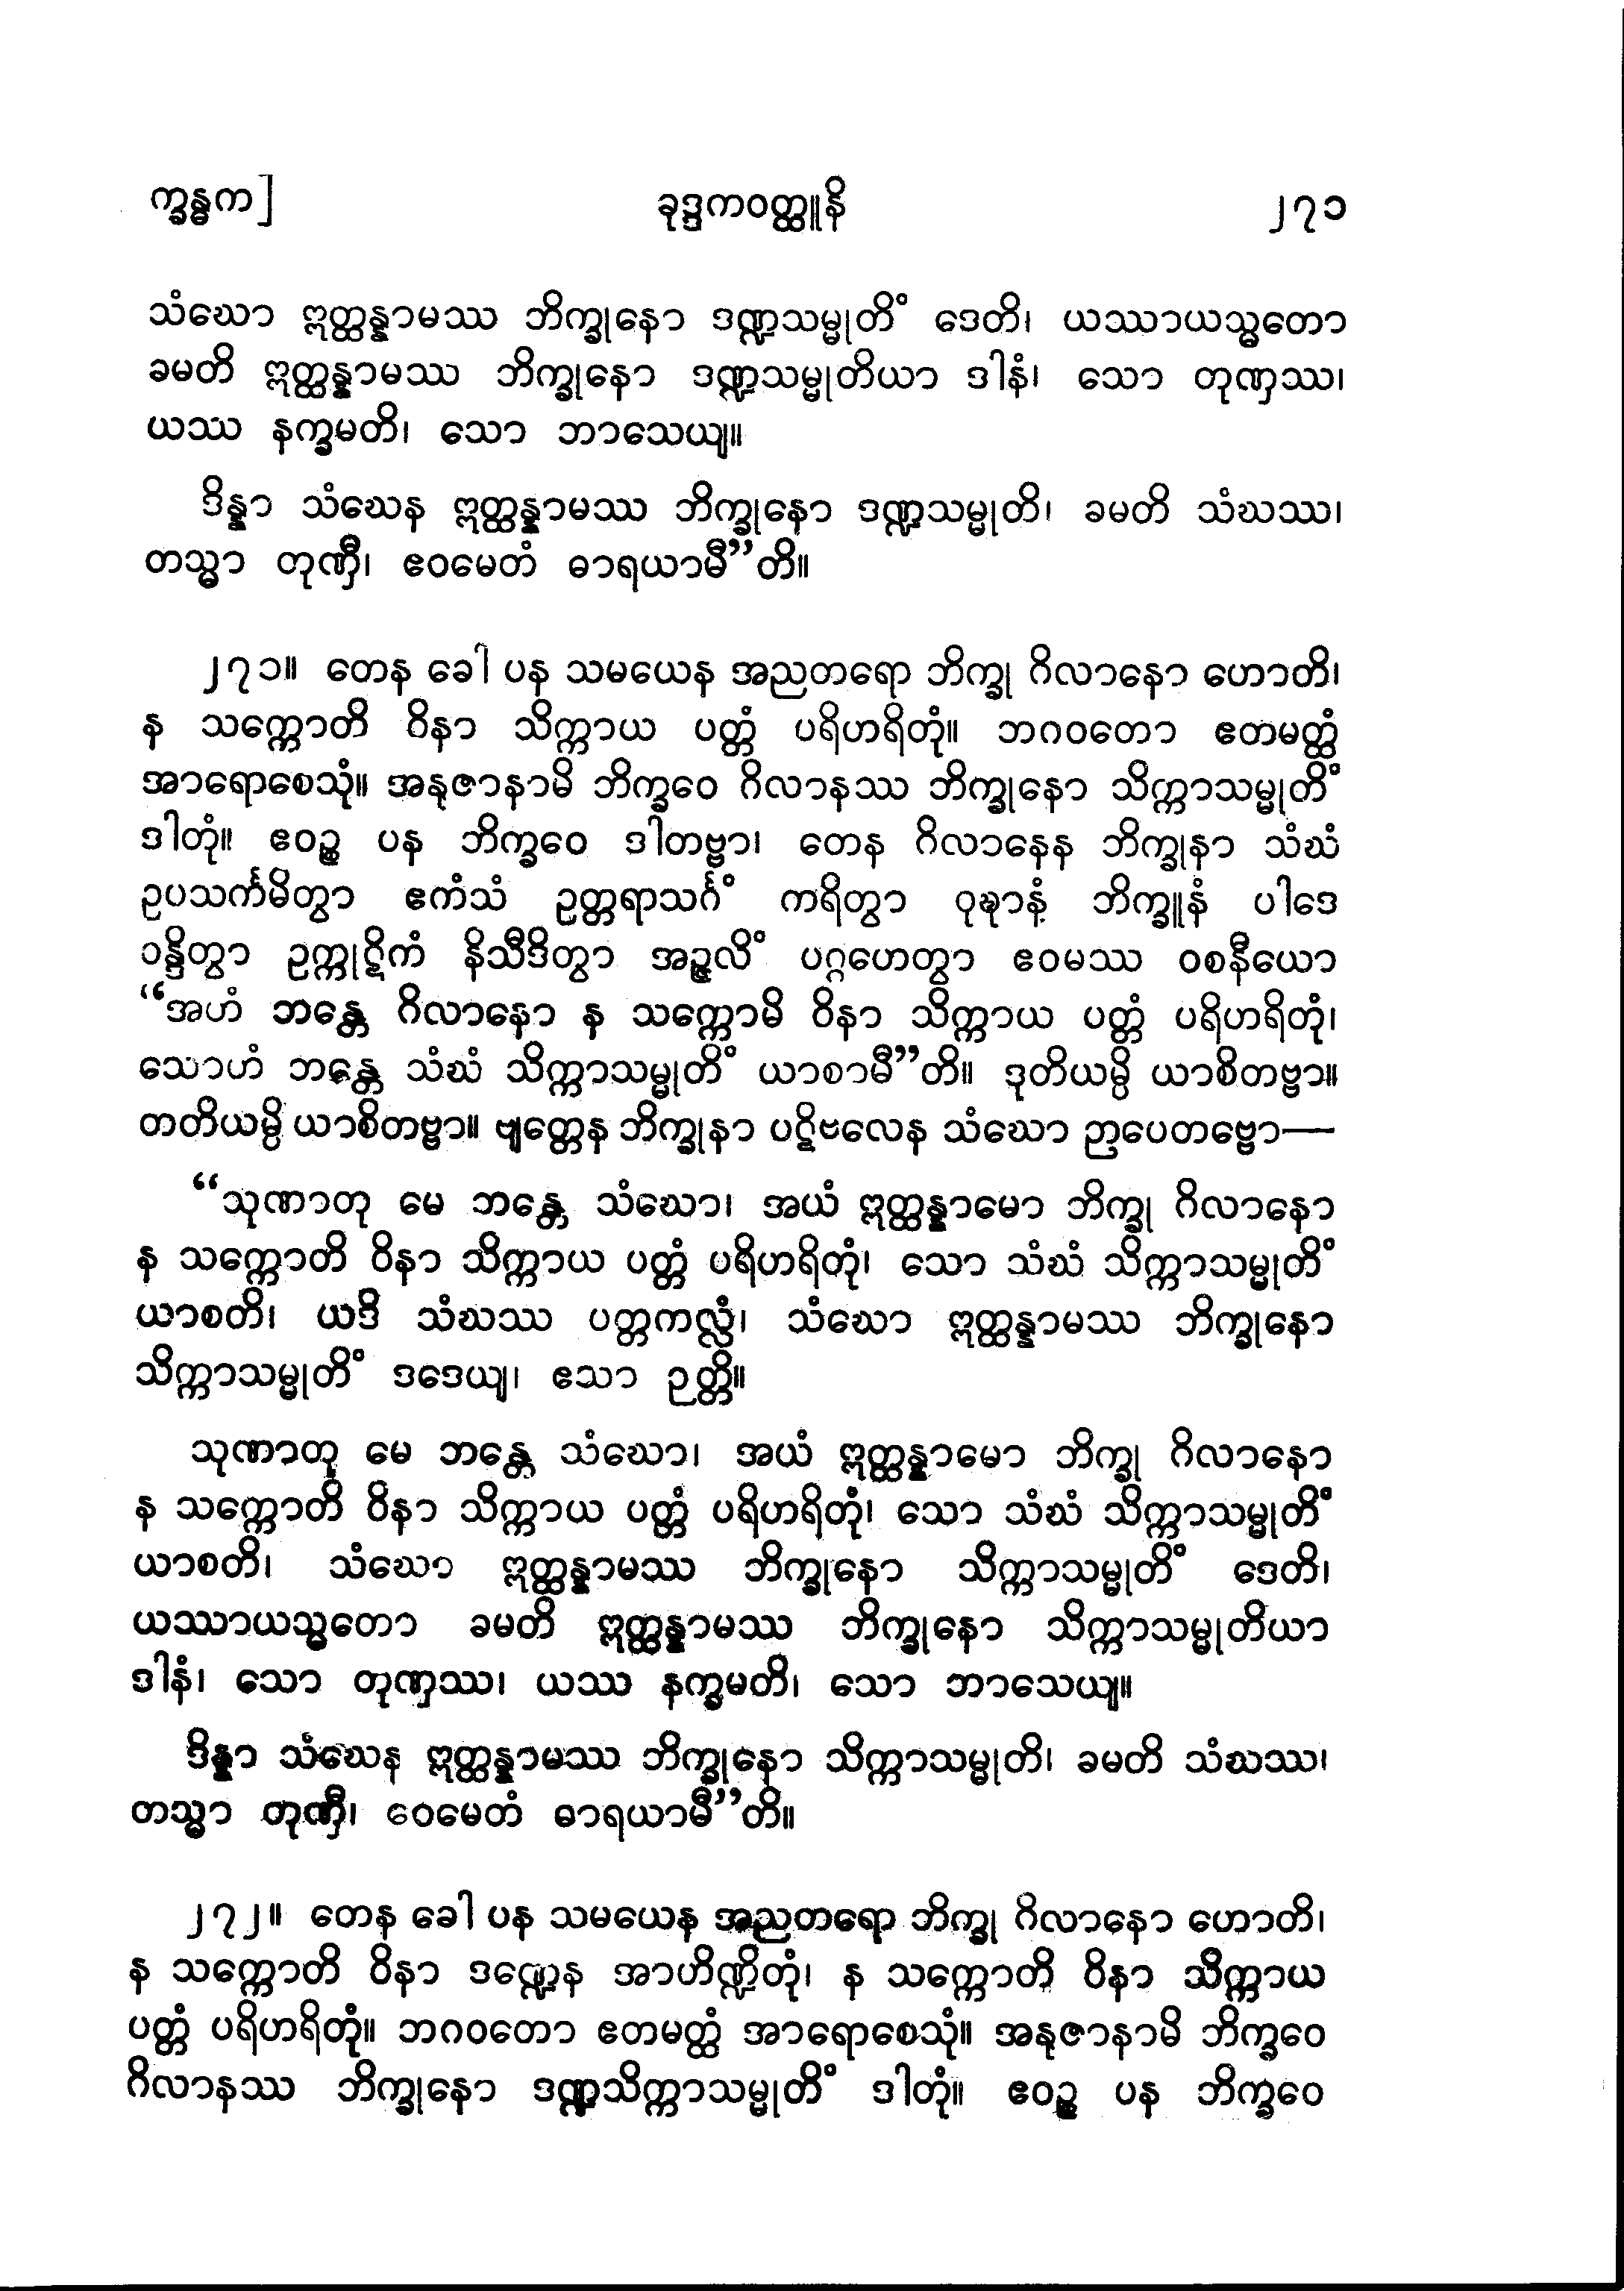 က္ခန္ဓက] ခုဒ္ဒကဝတ္ထူနိ ၂၇၁
သံဃော ဣတ္ထန္နာမဿ ဘိက္ခုနော ဒဏ္ဍသမ္မုတိံ ဒေတိ၊ ယဿာယသ္မတော
ခမတိ ဣတ္ထန္နာမဿ ဘိက္ခုနော ဒဏ္ဍသမ္မုတိယာ ဒါနံ၊ သော တုဏှဿ၊
ယဿ နက္ခမတိ၊ သော ဘာသေယျ။
ဒိန္နာ သံဃေန ဣတ္ထန္နာမဿ ဘိက္ခုနော ဒဏ္ဍသမ္မုတိ၊ ခမတိ သံဃဿ၊
တသ္မာ တုဏှီ၊ ဧဝမေတံ ဓာရယာမီ”တိ။
၂၇၁။ တေန ခေါ ပန သမယေန အညတရော ဘိက္ခု ဂိလာနော ဟောတိ၊
န သက္ကောတိ ဝိနာ သိက္ကာယ ပတ္တံ ပရိဟရိတုံ။ ဘဂဝတော ဧတမတ္ထံ
အာရောစေသုံ။ အနုဇာနာမိ ဘိက္ခဝေ ဂိလာနဿ ဘိက္ခုနော သိက္ကာသမ္မုတိံ
ဒါတုံ။ ဧဝဉ္စ ပန ဘိက္ခဝေ ဒါတဗ္ဗာ၊ တေန ဂိလာနေန ဘိက္ခုနာ သံဃံ
ဥပသင်္ကမိတွာ ဧကံသံ ဥတ္တရာသင်္ဂံ ကရိတွာ ဝုဍ္ဎာနံ ဘိက္ခူနံ ပါဒေ
ဝန္ဒိတွာ ဥက္ကုဋိကံ နိသီဒိတွာ အဉ္ဇလိံ ပဂ္ဂဟေတွာ ဧဝမဿ ဝစနီယော
“အဟံ ဘန္တေ ဂိလာနော န သက္ကောမိ ဝိနာ သိက္ကာယ ပတ္တံ ပရိဟရိတုံ၊
သောဟံ ဘန္တေ သံဃံ သိက္ကာသမ္မုတိံ ယာစာမီ”တိ။ ဒုတိယမ္ပိ ယာစိတဗ္ဗာ။
တတိယမ္ပိ ယာစိတဗ္ဗာ။ ဗျတ္တေန ဘိက္ခုနာ ပဋိဗလေန သံဃော ဉာပေတဗ္ဗော—
“သုဏာတု မေ ဘန္တေ သံဃော၊ အယံ ဣတ္ထန္နာမော ဘိက္ခု ဂိလာနော
န သက္ကောတိ ဝိနာ သိက္ကာယ ပတ္တံ ပရိဟရိတုံ၊ သော သံဃံ သိက္ကာသမ္မုတိံ
ယာစတိ၊ ယဒိ သံဃဿ ပတ္တကလ္လံ၊ သံဃော ဣတ္ထန္နာမဿ ဘိက္ခုနော
သိက္ကာသမ္မုတိံ ဒဒေယျ၊ ဧသာ ဉတ္တိ။
သုဏာတု မေ ဘန္တေ သံဃော၊ အယံ ဣတ္ထန္နာမော ဘိက္ခု ဂိလာနော
န သက္ကောတိ ဝိနာ သိက္ကာယ ပတ္တံ ပရိဟရိတုံ၊ သော သံဃံ သိက္ကာသမ္မုတိံ
ယာစတိ၊ သံဃော ဣတ္ထန္နာမဿ ဘိက္ခုနော သိက္ကာသမ္မုတိံ ဒေတိ၊
ယဿာယသ္မတော ခမတိ ဣတ္ထန္နာမဿ ဘိက္ခုနော သိက္ကာသမ္မုတိယာ
ဒါနံ၊ သော တုဏှဿ၊ ယဿ နက္ခမတိ၊ သော ဘာသေယျ။
ဒိန္နာ သံဃေန ဣတ္ထန္နာမဿ ဘိက္ခုနော သိက္ကာသမ္မုတိ၊ ခမတိ သံဃဿ၊
တသ္မာ တုဏှီ၊ ဝေမေတံ ဓာရယာမီ”တိ။
၂၇၂။ တေန ခေါ ပန သမယေန အညတရော ဘိက္ခု ဂိလာနော ဟောတိ၊
န သက္ကောတိ ဝိနာ ဒဏ္ဍေန အာဟိဏ္ဍိတုံ၊ န သက္ကောတိ ဝိနာ သိက္ကာယ
ပတ္တံ ပရိဟရိတုံ။ ဘဂဝတော ဧတမတ္ထံ အာရောစေသုံ။ အနုဇာနာမိ ဘိက္ခဝေ
ဂိလာနဿ ဘိက္ခုနော ဒဏ္ဍသိက္ကာသမ္မုတိံ ဒါတုံ။ ဧဝဉ္စ ပန ဘိက္ခဝေ